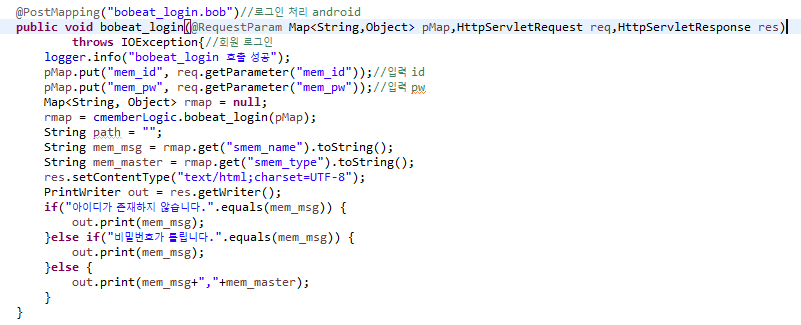 @PostMapping("bobeat_login.bob")//로그인 처리 android
public void bobeat_login(@RequestParam Map<String,Object> pMap,HttpServletRequest req,HttpServletResponse res)
throws IOException{//회원 로그인
logger.info("bobeat_login 호출 성공");
pMap.put("mem_id", req.getParameter("mem_id"));//입력 id
pMap.put("mem_pw", req.getParameter("mem_pw"));//입력 pw
Map<String, Object> rmap = null;
rmap = cmemberLogic.bobeat_login(pMap);
String path = "";
String mem_msg = rmap.get("smem_name").toString();
String mem_master = rmap.get("smem_type").toString();
res.setContentType("text/html;charset=UTF-8");
PrintWriter out = res.getWriter();
if("아이디가 존재하지 않습니다.".equals(mem_msg)) {
out.print(mem_msg);
}else if("비밀번호가 틀립니다.".equals(mem_msg)) {
out.print(mem_msg);
}else {
out.print(mem_msg+","+mem_master);
}
}